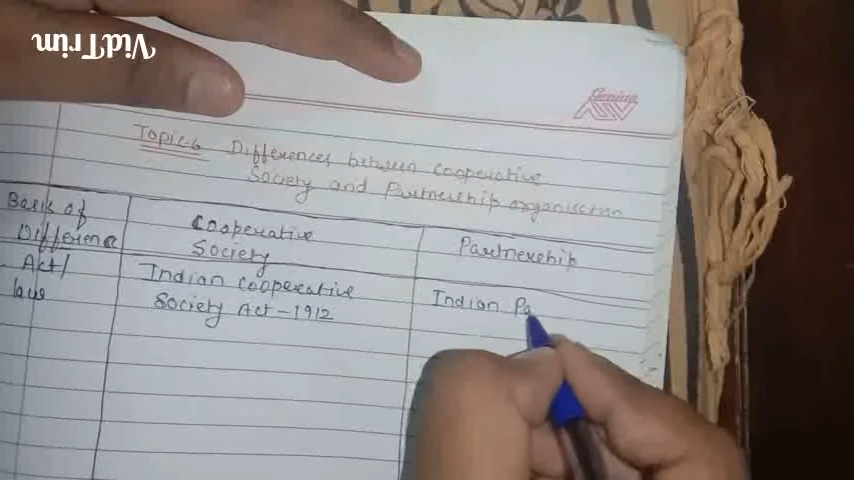 VidTrim
Genius
Topic:6 Differences between Cooperative
Society and Partnership organisation
Basis of
Difference
Cooperative
Society
Partnership
Act/
law
Indian Cooperative
Society Act - 1912
Indian Pa